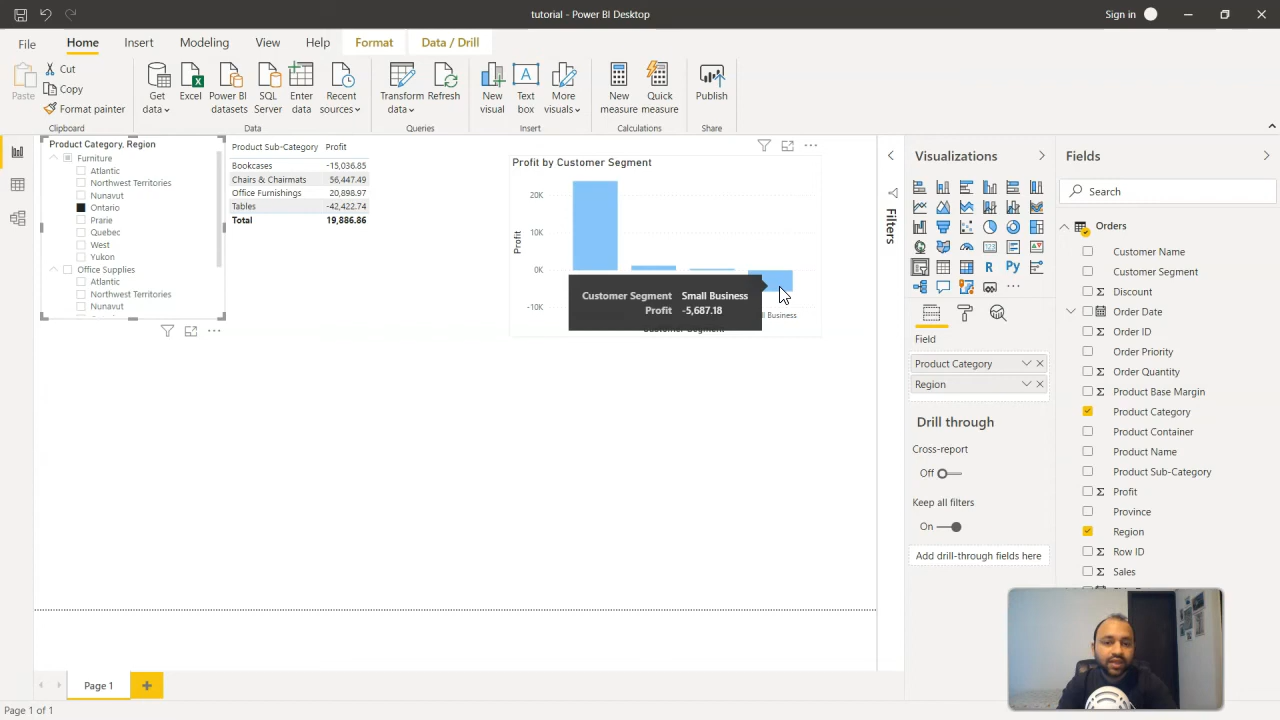 tutorial - Power BI Desktop
Sign in
File
Home
Insert
Modeling
View
Help
Format
Data / Drill
Paste
Cut
Copy
Format painter
Clipboard
Get data
Excel
Power BI datasets
SQL Server
Enter data
Recent sources
Data
Transform data
Refresh
Queries
New visual
Text box
More visuals
Insert
New measure
Quick measure
Calculations
Publish
Share
Product Category, Region
Furniture
Atlantic
Northwest Territories
Nunavut
Ontario
Prarie
Quebec
West
Yukon
Office Supplies
Atlantic
Northwest Territories
Nunavut
Product Sub-Category Profit
Bookcases -15,036.85
Chairs & Chairmats 56,447.49
Office Furnishings 20,898.97
Tables -42,422.74
Total 19,886.86
Profit by Customer Segment
Profit
20K
10K
0K
-10K
Customer Segment Small Business
Profit -5,687.18
ll Business
Customer Segment
Filters
Visualizations
R
Py
Field
Product Category
Region
Drill through
Cross-report
Off
Keep all filters
On
Add drill-through fields here
Fields
Search
Orders
Customer Name
Customer Segment
Discount
Order Date
Order ID
Order Priority
Order Quantity
Product Base Margin
Product Category
Product Container
Product Name
Product Sub-Category
Profit
Province
Region
Row ID
Sales
Page 1
Page 1 of 1